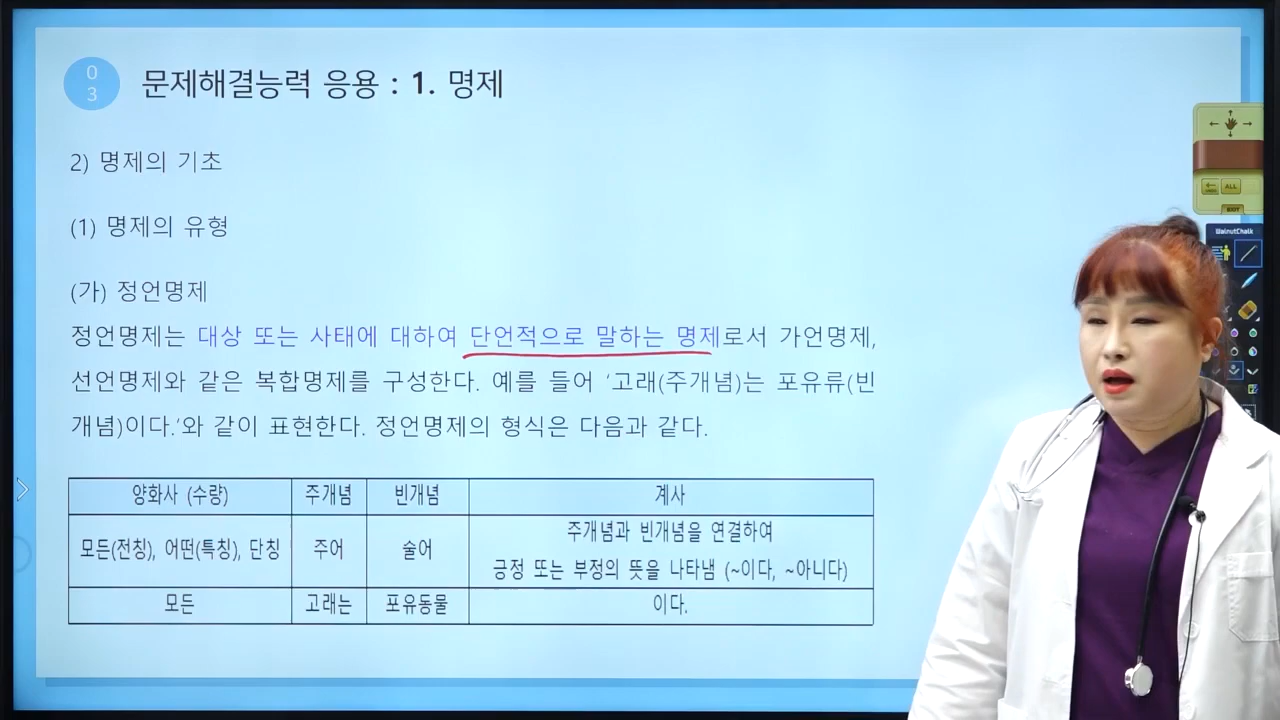 0
3
문제해결능력 응용 : 1. 명제
2) 명제의 기초
(1) 명제의 유형
(가) 정언명제
정언명제는 대상 또는 사태에 대하여 단언적으로 말하는 명제로서 가언명제,
선언명제와 같은 복합명제를 구성한다. 예를 들어 '고래(주개념)는 포유류(빈
개념)이다.'와 같이 표현한다. 정언명제의 형식은 다음과 같다.
양화사 (수량) 주개념 빈개념 계사
모든(전칭), 어떤(특칭), 단칭 주어 술어 주개념과 빈개념을 연결하여
긍정 또는 부정의 뜻을 나타냄 (~이다, ~아니다)
모든 고래는 포유동물 이다.
ALL
EXIT
WalnutChalk